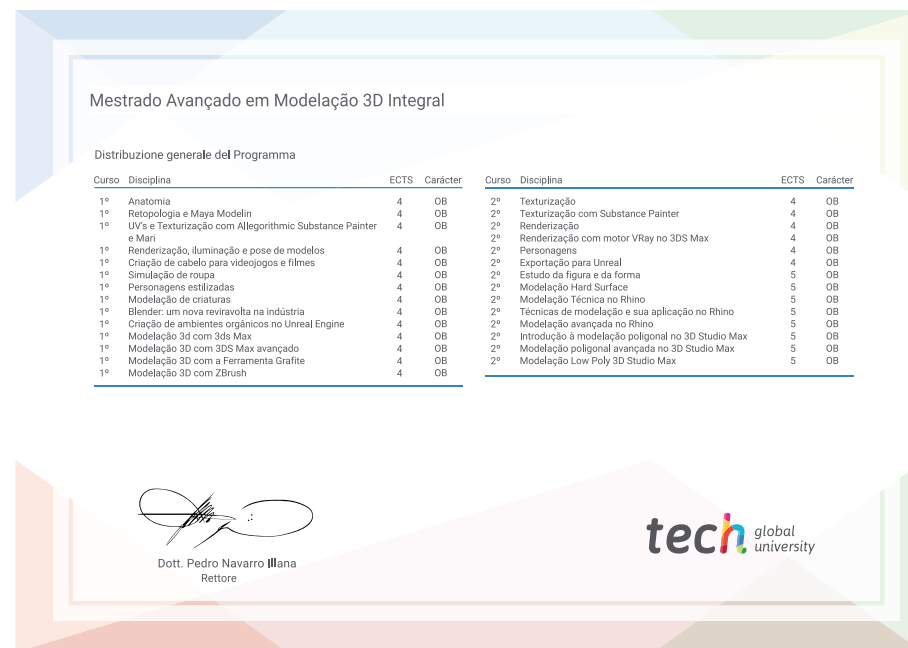 Mestrado Avançado em Modelação 3D Integral
Distribuzione generale del Programma
Curso Disciplina ECTS Carácter
1º Anatomia 4 OB
1º Retopologia e Maya Modelin 4 OB
1º UV's e Texturização com Allegorithmic Substance Painter 4 OB
e Mari
1º Renderização, iluminação e pose de modelos 4 OB
1º Criação de cabelo para videojogos e filmes 4 OB
1º Simulação de roupa 4 OB
1º Personagens estilizadas 4 OB
1º Modelação de criaturas 4 OB
1º Blender: um nova reviravolta na indústria 4 OB
1º Criação de ambientes orgânicos no Unreal Engine 4 OB
1º Modelação 3d com 3ds Max 4 OB
1º Modelação 3D com 3DS Max avançado 4 OB
1º Modelação 3D com a Ferramenta Grafite 4 OB
1º Modelação 3D com ZBrush 4 OB
Curso Disciplina ECTS Carácter
2º Texturização 4 OB
2º Texturização com Substance Painter 4 OB
2º Renderização 4 OB
2º Renderização com motor VRay no 3DS Max 4 OB
2º Personagens 4 OB
2º Exportação para Unreal 4 OB
2º Estudo da figura e da forma 5 OB
2º Modelação Hard Surface 5 OB
2º Modelação Técnica no Rhino 5 OB
2º Técnicas de modelação e sua aplicação no Rhino 5 OB
2º Modelação avançada no Rhino 5 OB
2º Introdução à modelação poligonal no 3D Studio Max 5 OB
2º Modelação poligonal avançada no 3D Studio Max 5 OB
2º Modelação Low Poly 3D Studio Max 5 OB
Dott. Pedro Navarro Illana
Rettore
tech global
university